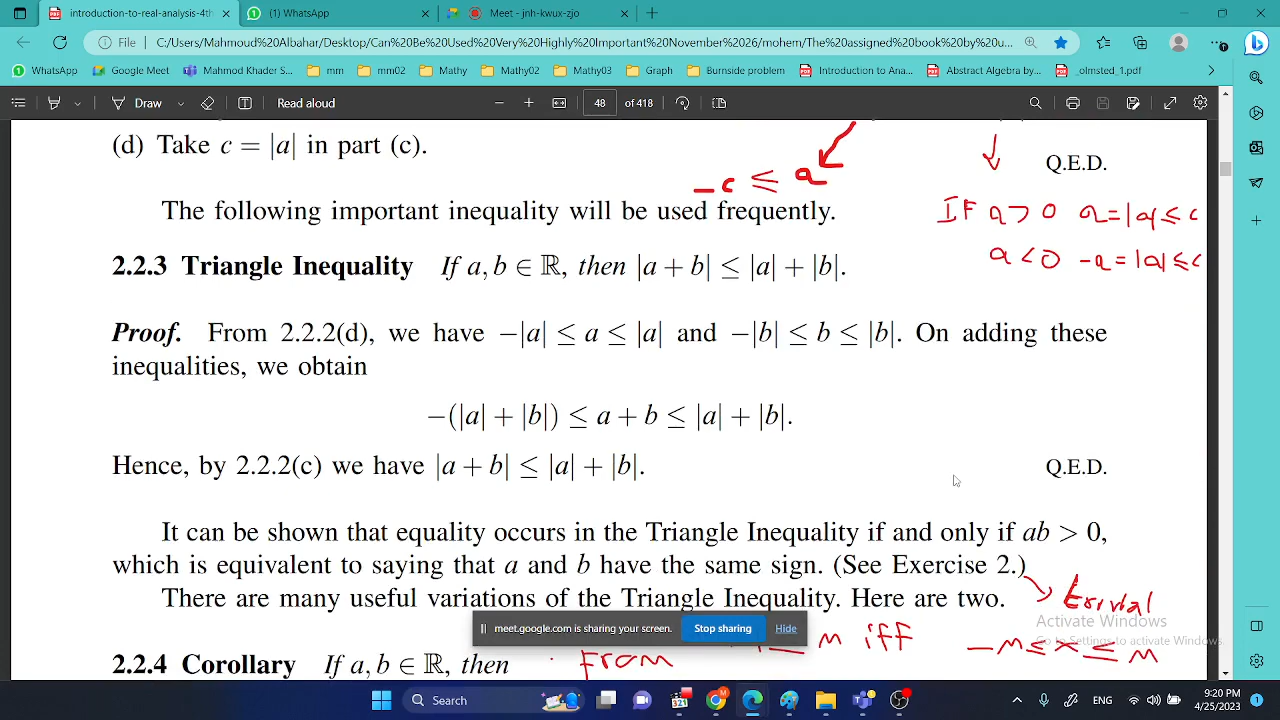 introduction-to-real-analysis-4th
(1) WhatsApp
Meet - jnh-kwux-zjo
File
C:/Users/Mahmoud%20Albahar/Desktop/Can%20Be%20Used%20Very%20Highly%20Important%20November%2026/mohem/The%20assigned%20book%20by%20u...
WhatsApp
Google Meet
Mahmod Khader S...
mm
mm02
Mathy
Mathy02
Mathy03
Graph
Burnside problem
Introduction to Ana...
Abstract Algebra by...
_olmsted_1.pdf
Draw
Read aloud
48 of 418
(d) Take c = |a| in part (c).
Q.E.D.
-c ≤ a
The following important inequality will be used frequently.
IF a > 0 a = |a| ≤ c
2.2.3 Triangle Inequality If a, b ∈ ℝ, then |a + b| ≤ |a| + |b|.
a < 0 -a = |a| ≤ c
Proof. From 2.2.2(d), we have −|a| ≤ a ≤ |a| and −|b| ≤ b ≤ |b|. On adding these
inequalities, we obtain
−(|a| + |b|) ≤ a + b ≤ |a| + |b|.
Hence, by 2.2.2(c) we have |a + b| ≤ |a| + |b|.
Q.E.D.
It can be shown that equality occurs in the Triangle Inequality if and only if ab > 0,
which is equivalent to saying that a and b have the same sign. (See Exercise 2.)
There are many useful variations of the Triangle Inequality. Here are two.
trivial
Activate Windows
Go to Settings to activate Windows.
meet.google.com is sharing your screen.
Stop sharing
Hide
m iff
-m ≤ x ≤ m
2.2.4 Corollary If a, b ∈ ℝ, then
from
Search
ENG
9:20 PM
4/25/2023